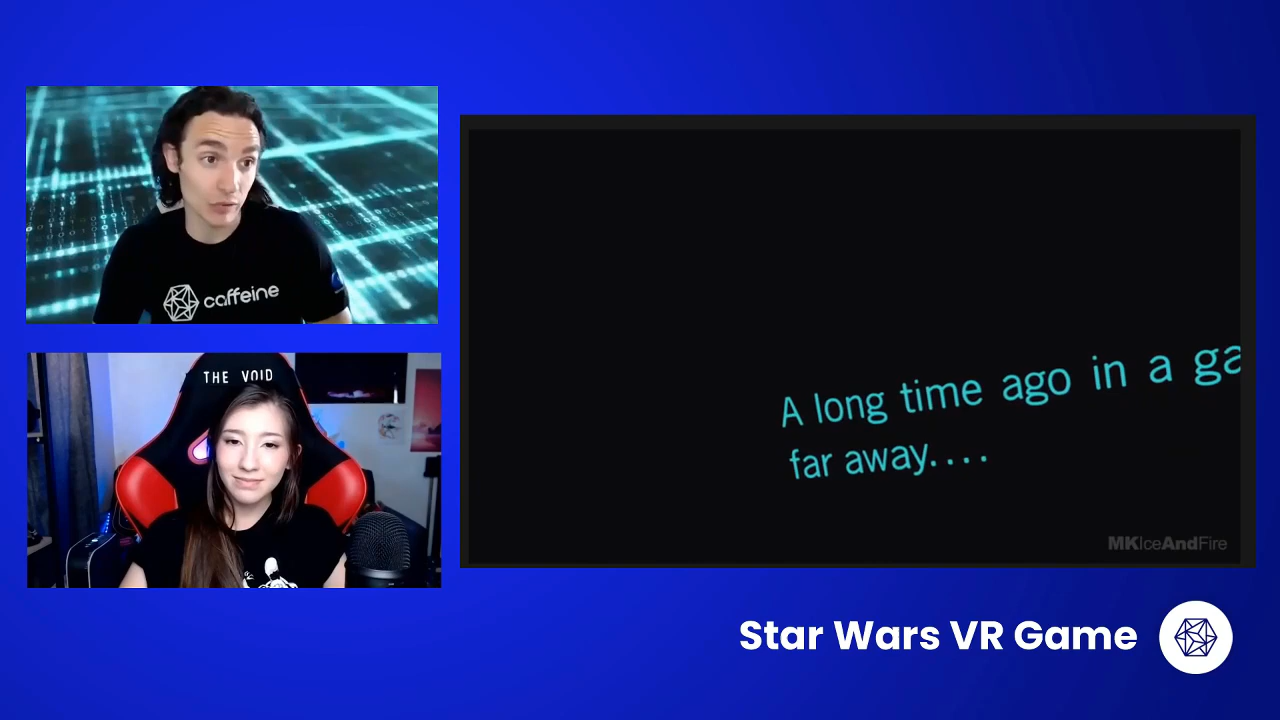 caffeine
THE VOID
A long time ago in a ga
far away....
MKIceAndFire
Star Wars VR Game